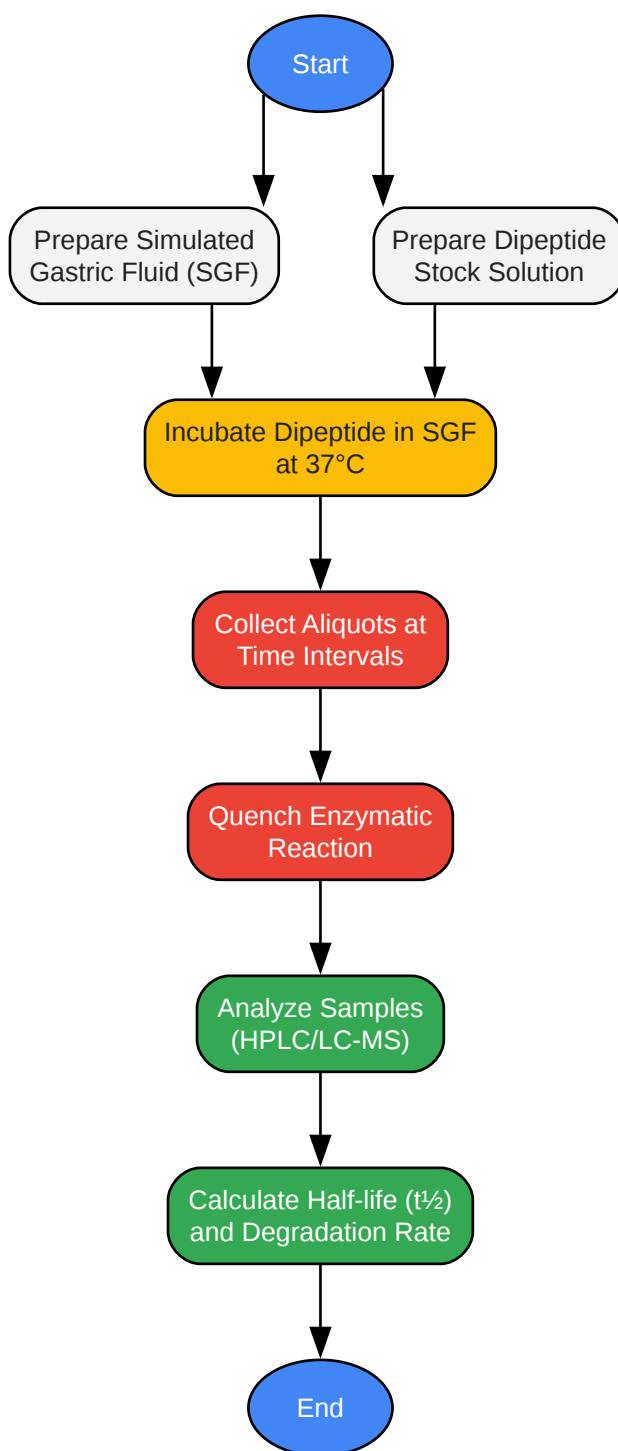 Start
Prepare Simulated
Gastric Fluid (SGF)
Prepare Dipeptide
Stock Solution
Incubate Dipeptide in SGF
at 37°C
Collect Aliquots at
Time Intervals
Quench Enzymatic
Reaction
Analyze Samples
(HPLC/LC-MS)
Calculate Half-life (t½)
and Degradation Rate
End